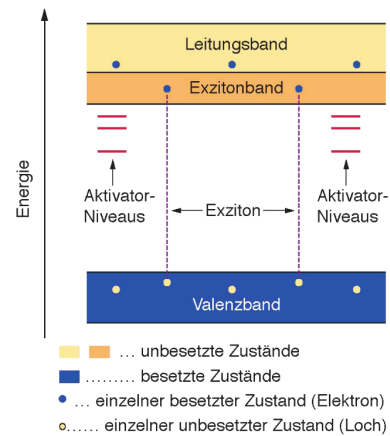 Energie
Leitungsband
Exzitonband
Aktivator-
Niveaus
Exziton
Aktivator-
Niveaus
Valenzband
... unbesetzte Zustände
......... besetzte Zustände
... einzelner besetzter Zustand (Elektron)
...... einzelner unbesetzter Zustand (Loch)